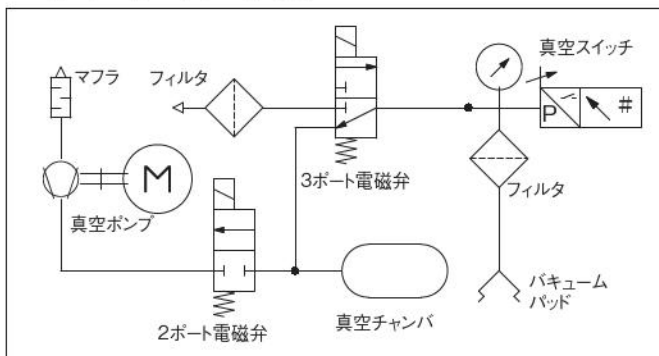 マフラ
フィルタ
真空スイッチ
P
#
M
3ポート電磁弁
フィルタ
真空ポンプ
バキューム
パッド
2ポート電磁弁
真空チャンバ